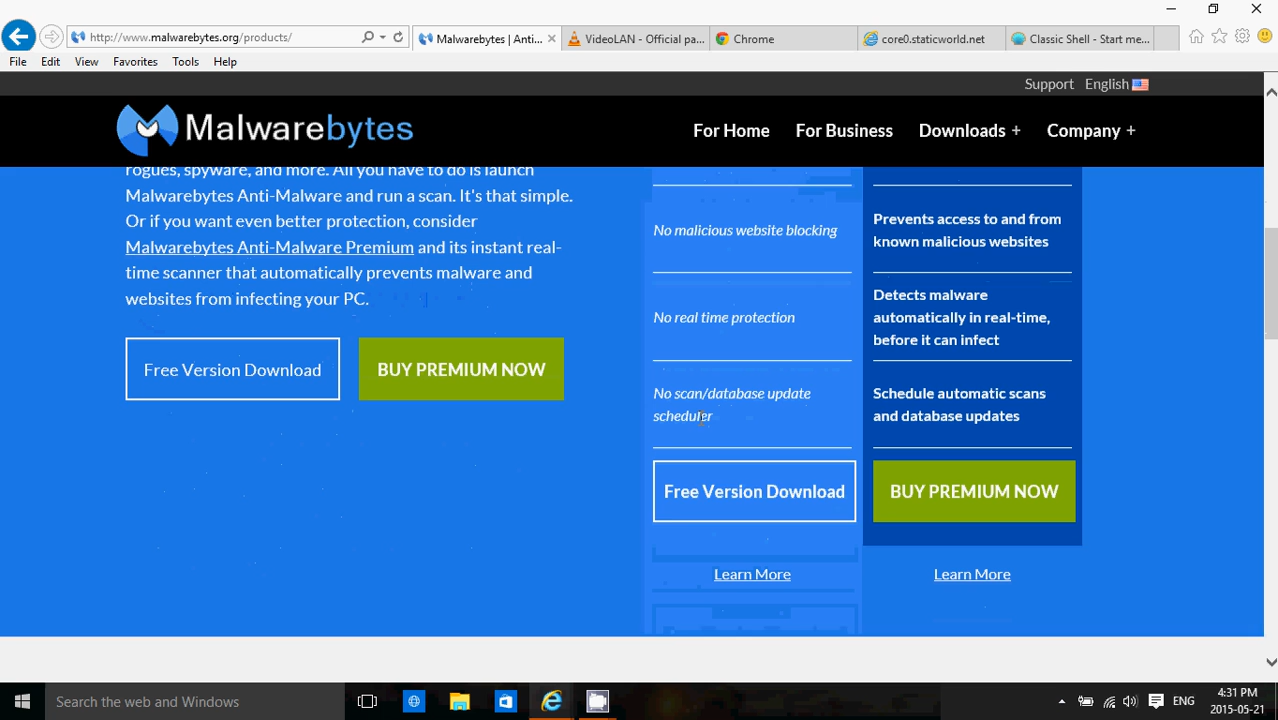 http://www.malwarebytes.org/products/
Malwarebytes | Anti...
VideoLAN - Official pa...
Chrome
core0.staticworld.net
Classic Shell - Start me...
File Edit View Favorites Tools Help
Support English
Malwarebytes
For Home For Business Downloads + Company +
rogues, spyware, and more. All you have to do is launch
Malwarebytes Anti-Malware and run a scan. It's that simple.
Or if you want even better protection, consider
Malwarebytes Anti-Malware Premium and its instant real-
time scanner that automatically prevents malware and
websites from infecting your PC.
Free Version Download BUY PREMIUM NOW
No malicious website blocking
Prevents access to and from
known malicious websites
No real time protection
Detects malware
automatically in real-time,
before it can infect
No scan/database update
scheduler
Schedule automatic scans
and database updates
Free Version Download BUY PREMIUM NOW
Learn More Learn More
Search the web and Windows
ENG
4:31 PM
2015-05-21